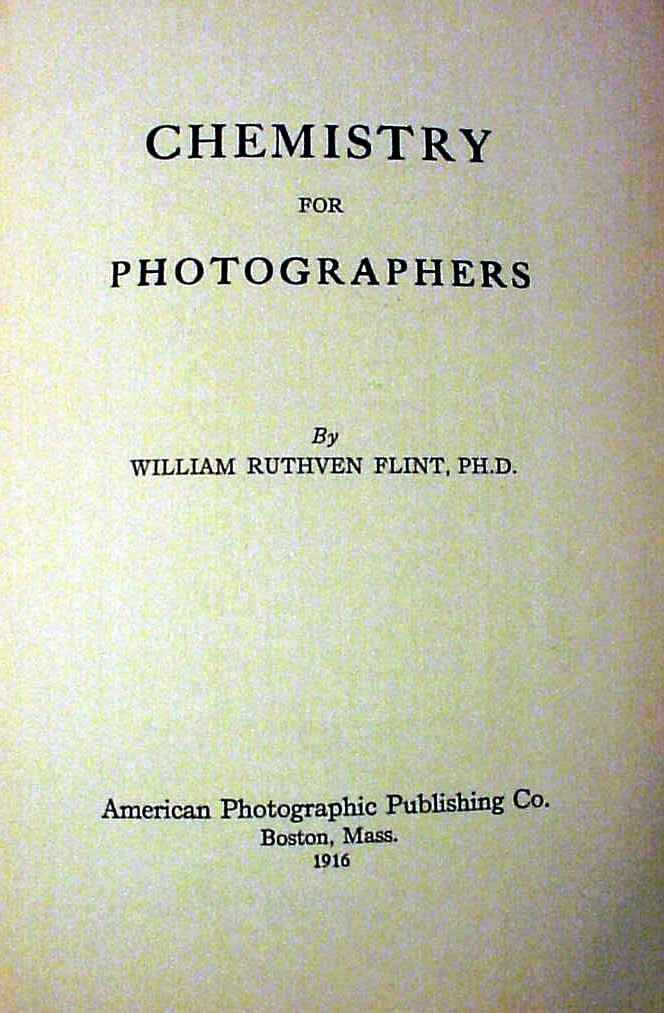 CHEMISTRY
FOR
PHOTOGRAPHERS
By
WILLIAM RUTHVEN FLINT, PH.D.
American Photographic Publishing Co.
Boston, Mass.
1916